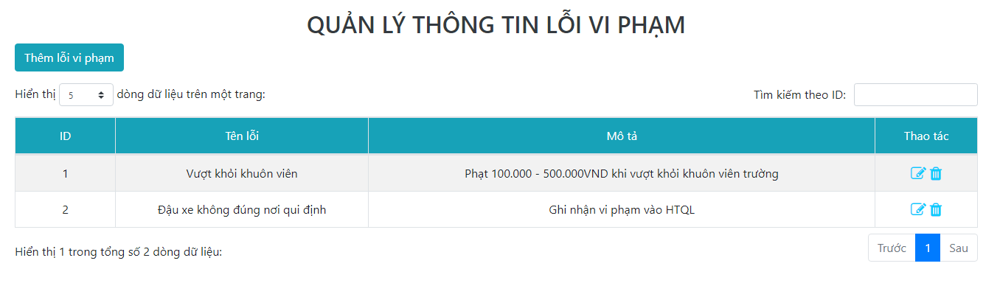 QUẢN LÝ THÔNG TIN LỖI VI PHẠM
Thêm lỗi vi phạm
Hiển thị 5 dòng dữ liệu trên một trang:
Tìm kiếm theo ID:
ID Tên lỗi Mô tả Thao tác
1 Vượt khỏi khuôn viên Phạt 100.000 - 500.000VND khi vượt khỏi khuôn viên trường
2 Đậu xe không đúng nơi qui định Ghi nhận vi phạm vào HTQL
Hiển thị 1 trong tổng số 2 dòng dữ liệu:
Trước 1 Sau